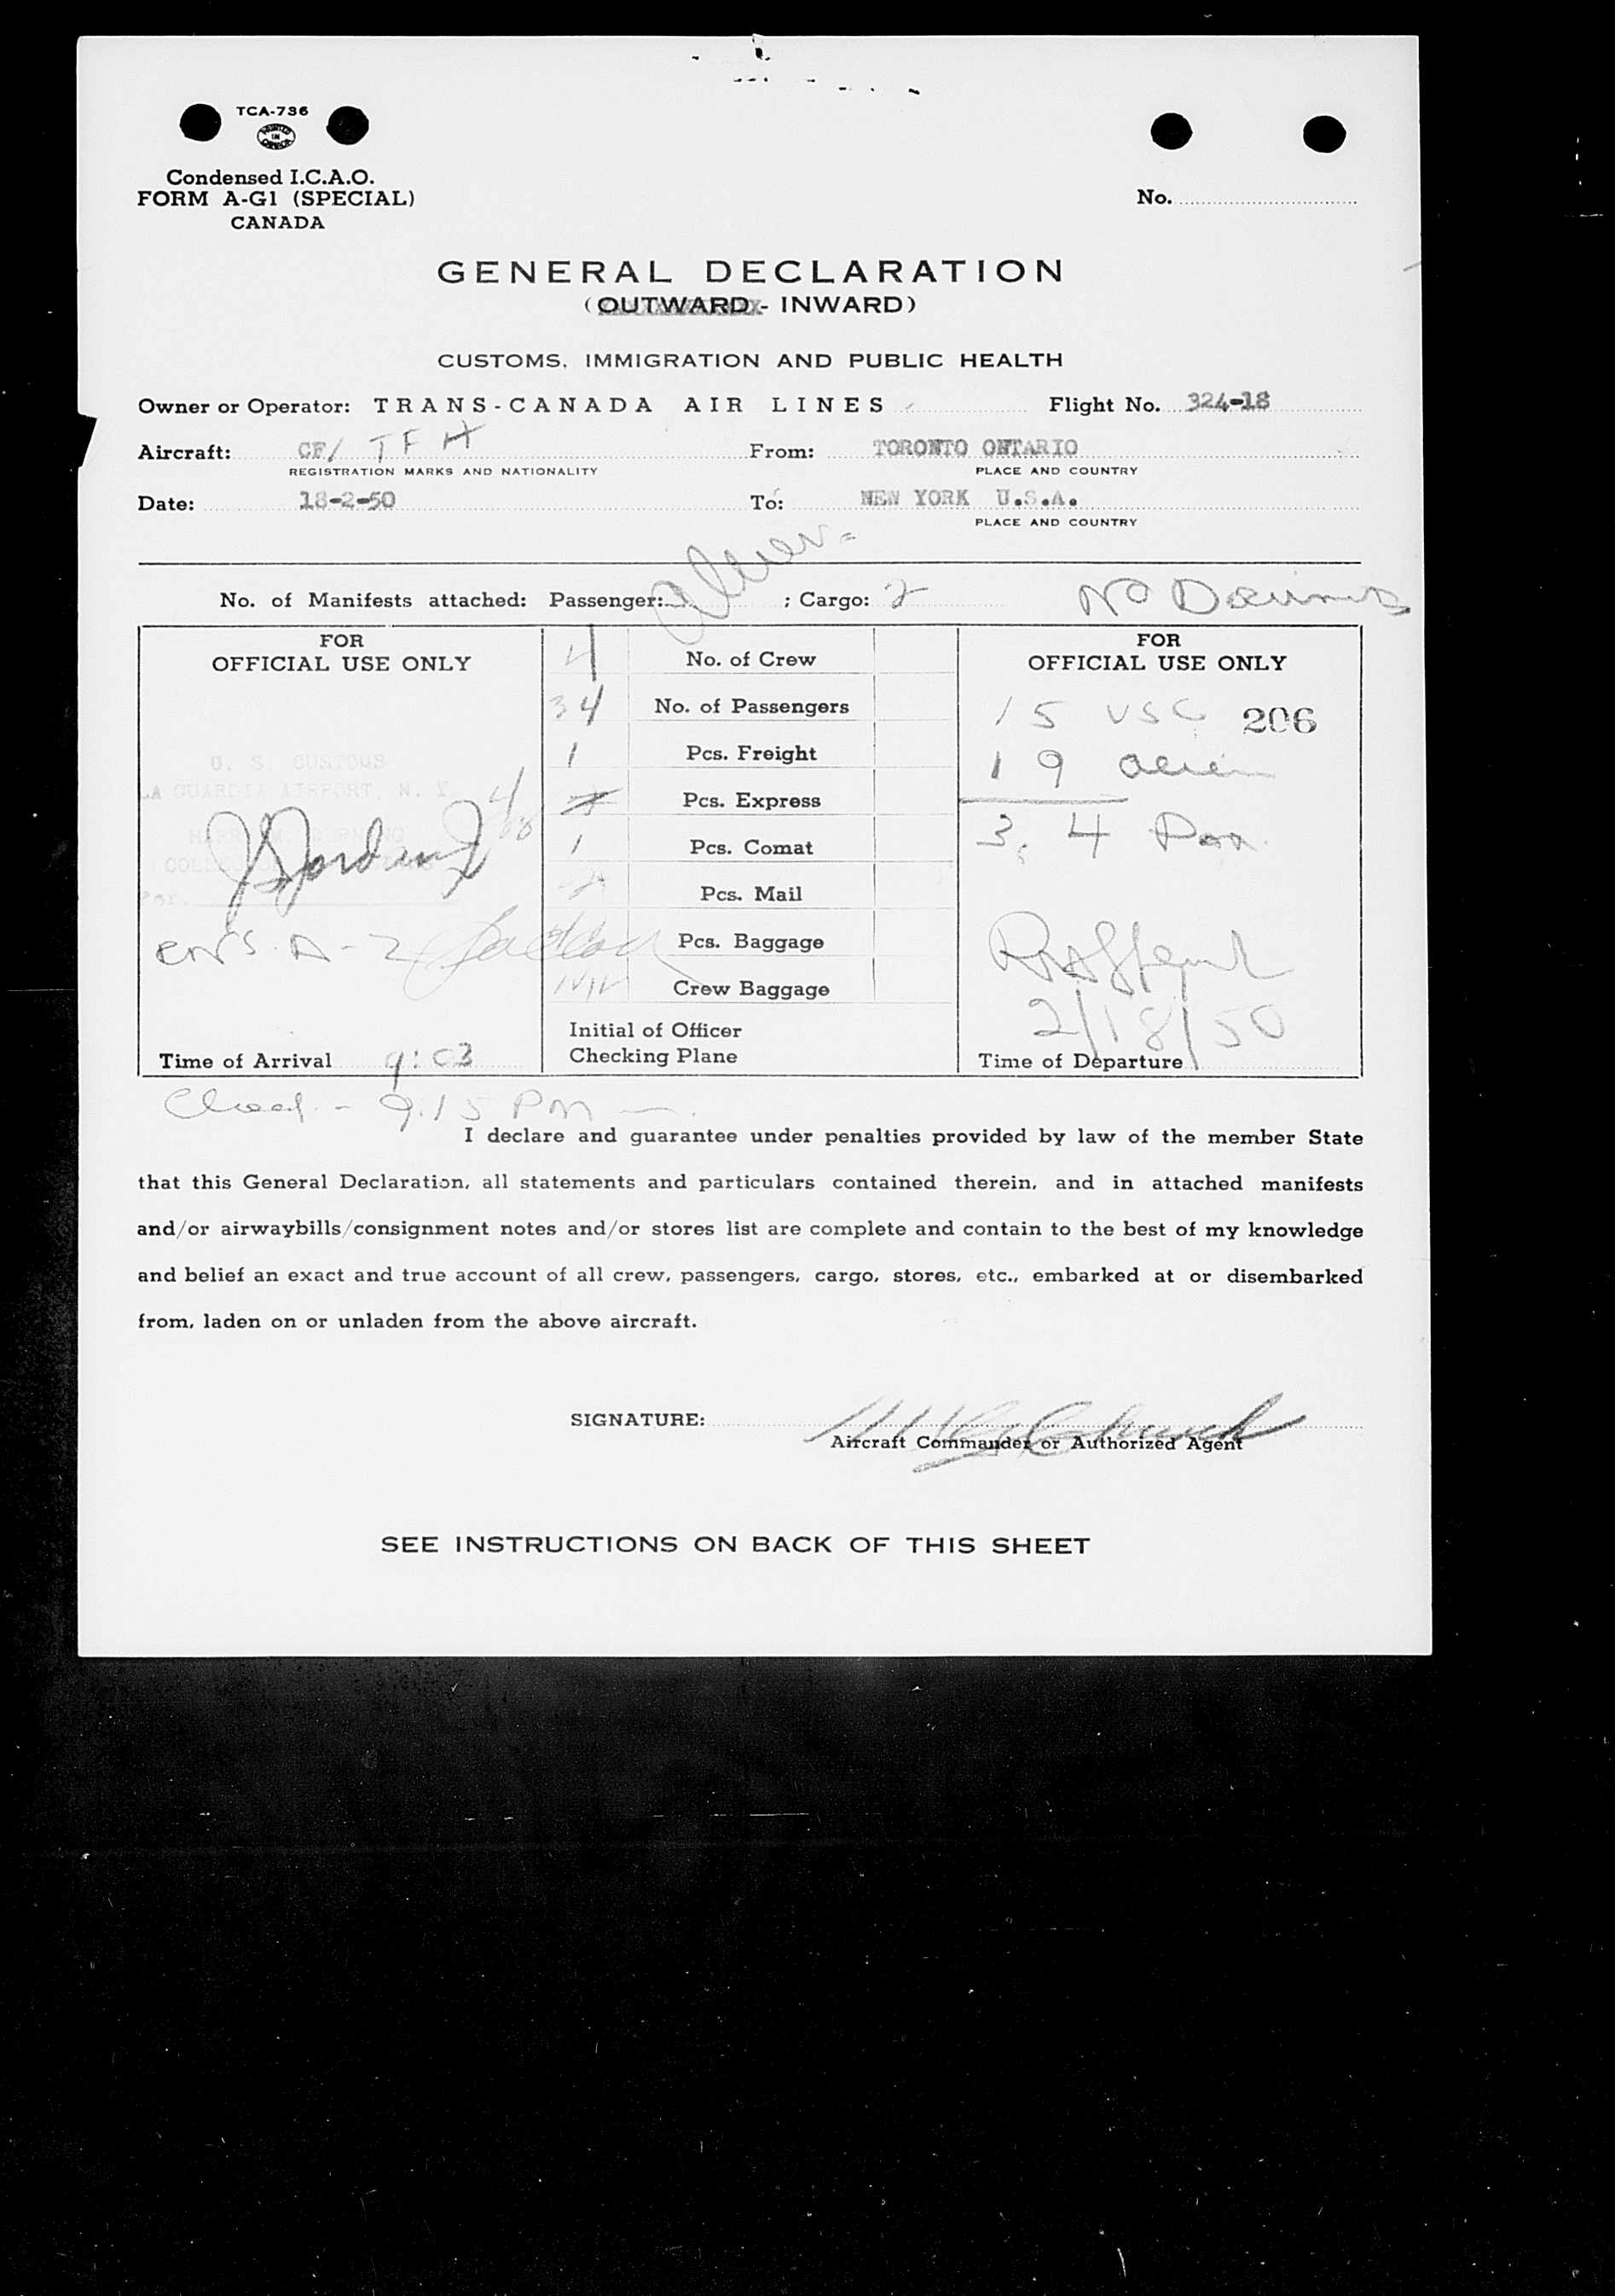 TCA-736
PRINTED IN CANADA
Condensed I.C.A.O.
FORM A-G1 (SPECIAL)
CANADA
No.
GENERAL DECLARATION
(OUTWARD - INWARD)
CUSTOMS, IMMIGRATION AND PUBLIC HEALTH
Owner or Operator: TRANS-CANADA AIR LINES Flight No. 324-18
Aircraft: CF/ TFH From: TORONTO ONTARIO
REGISTRATION MARKS AND NATIONALITY PLACE AND COUNTRY
Date: 18-2-50 To: NEW YORK U.S.A.
PLACE AND COUNTRY
No. of Manifests attached: Passenger: ; Cargo: 2 No
FOR
OFFICIAL USE ONLY
U. S. CUSTOMS
LA GUARDIA AIRPORT, N. Y.
Per.
Time of Arrival 9:03
4 No. of Crew
34 No. of Passengers
1 Pcs. Freight
Pcs. Express
1 Pcs. Comat
Pcs. Mail
Pcs. Baggage
Crew Baggage
Initial of Officer
Checking Plane
FOR
OFFICIAL USE ONLY
15 USC 206
19 alien
34 Pax
2/18/50
Time of Departure
9:15 PM
I declare and guarantee under penalties provided by law of the member State
that this General Declaration, all statements and particulars contained therein, and in attached manifests
and/or airwaybills/consignment notes and/or stores list are complete and contain to the best of my knowledge
and belief an exact and true account of all crew, passengers, cargo, stores, etc., embarked at or disembarked
from, laden on or unladen from the above aircraft.
SIGNATURE:
Aircraft Commander or Authorized Agent
SEE INSTRUCTIONS ON BACK OF THIS SHEET